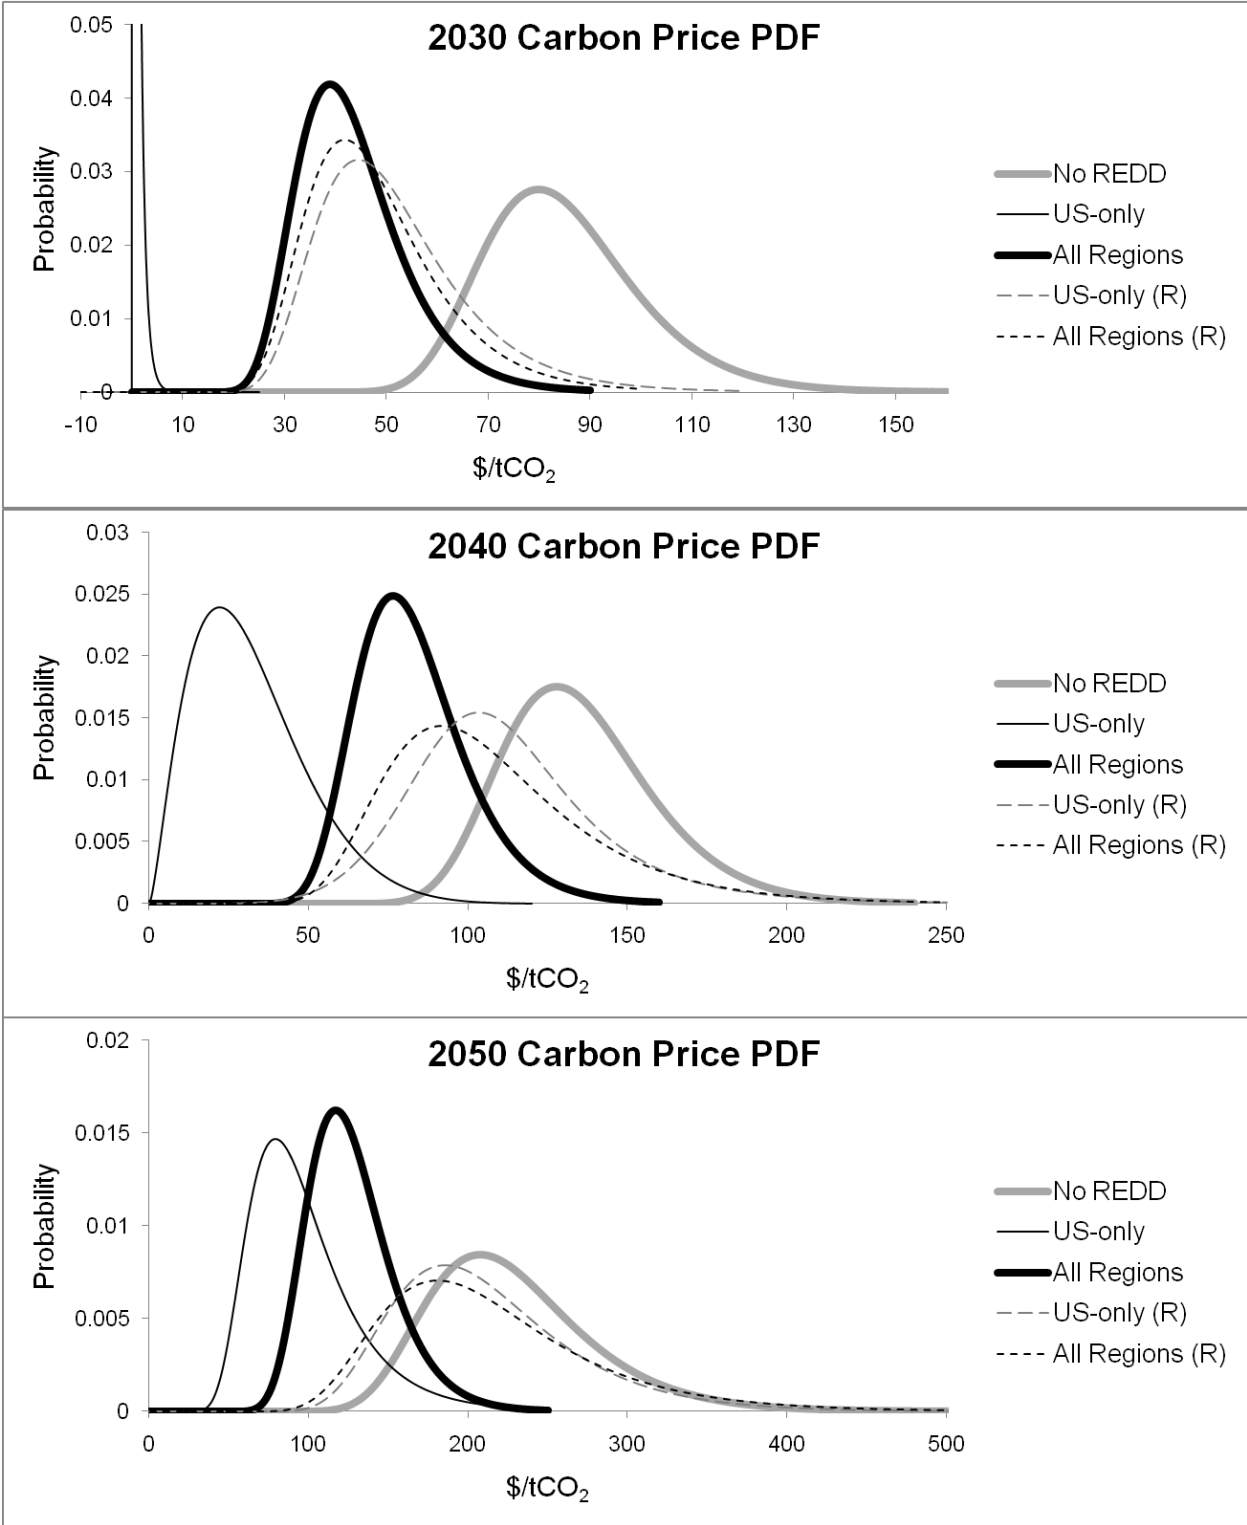 2030 Carbon Price PDF
0.05
0.04
0.03
0.02
0.01
0
Probability
-10
10
30
50
70
90
110
130
150
$/tCO₂
No REDD
US-only
All Regions
US-only (R)
All Regions (R)
2040 Carbon Price PDF
0.03
0.025
0.02
0.015
0.01
0.005
0
Probability
0
50
100
150
200
250
$/tCO₂
No REDD
US-only
All Regions
US-only (R)
All Regions (R)
2050 Carbon Price PDF
0.02
0.015
0.01
0.005
0
Probability
0
100
200
300
400
500
$/tCO₂
No REDD
US-only
All Regions
US-only (R)
All Regions (R)